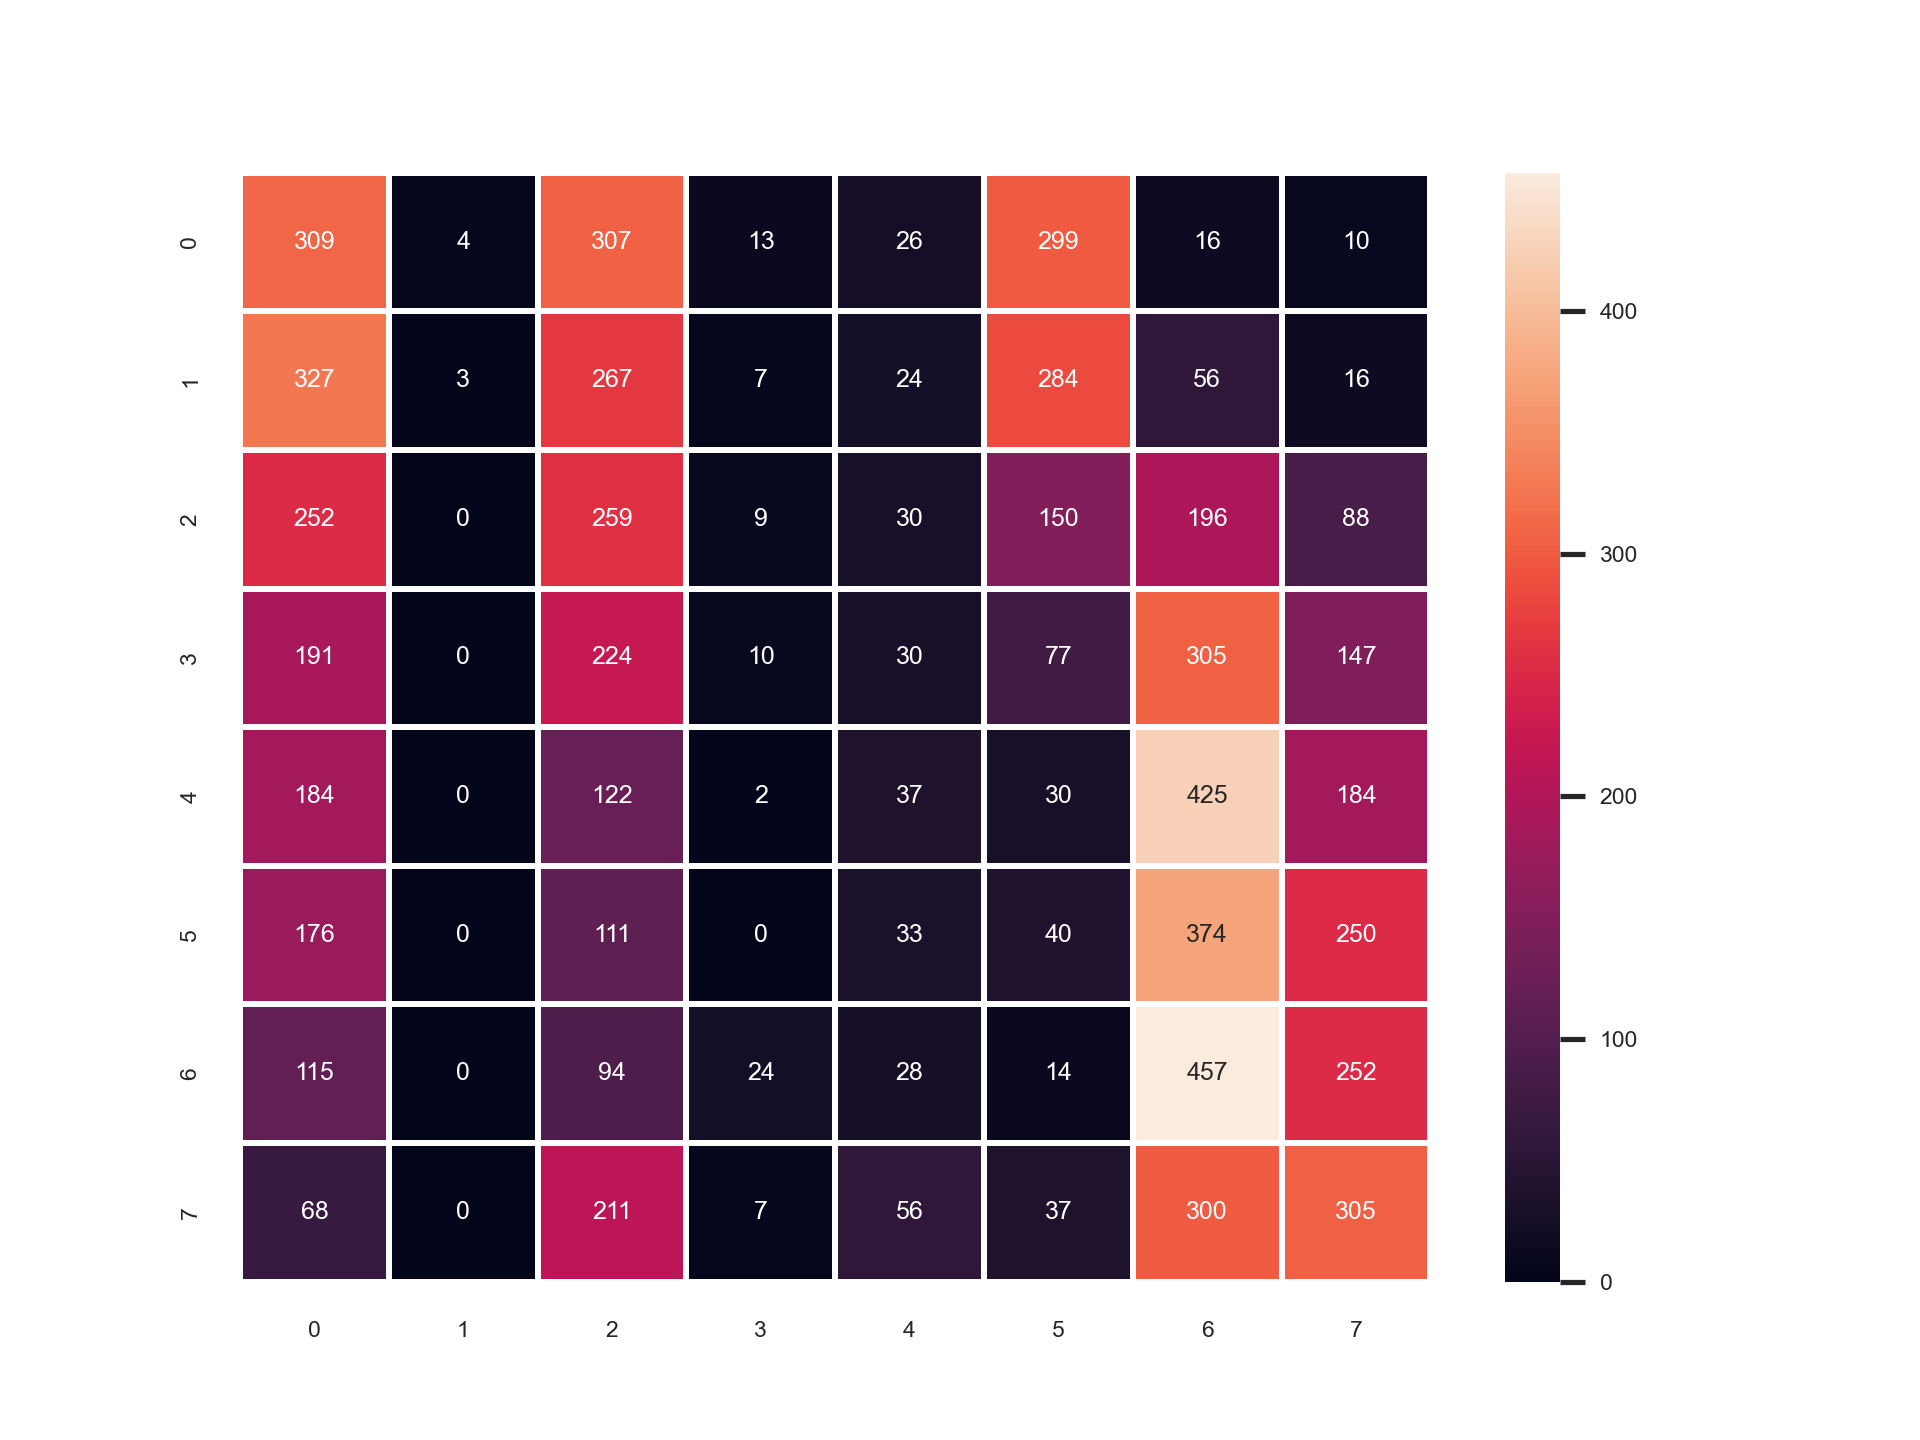 0 309 4 307 13 26 299 16 10
1 327 3 267 7 24 284 56 16
2 252 0 259 9 30 150 196 88
3 191 0 224 10 30 77 305 147
4 184 0 122 2 37 30 425 184
5 176 0 111 0 33 40 374 250
6 115 0 94 24 28 14 457 252
7 68 0 211 7 56 37 300 305
0 1 2 3 4 5 6 7
400
300
200
100
0